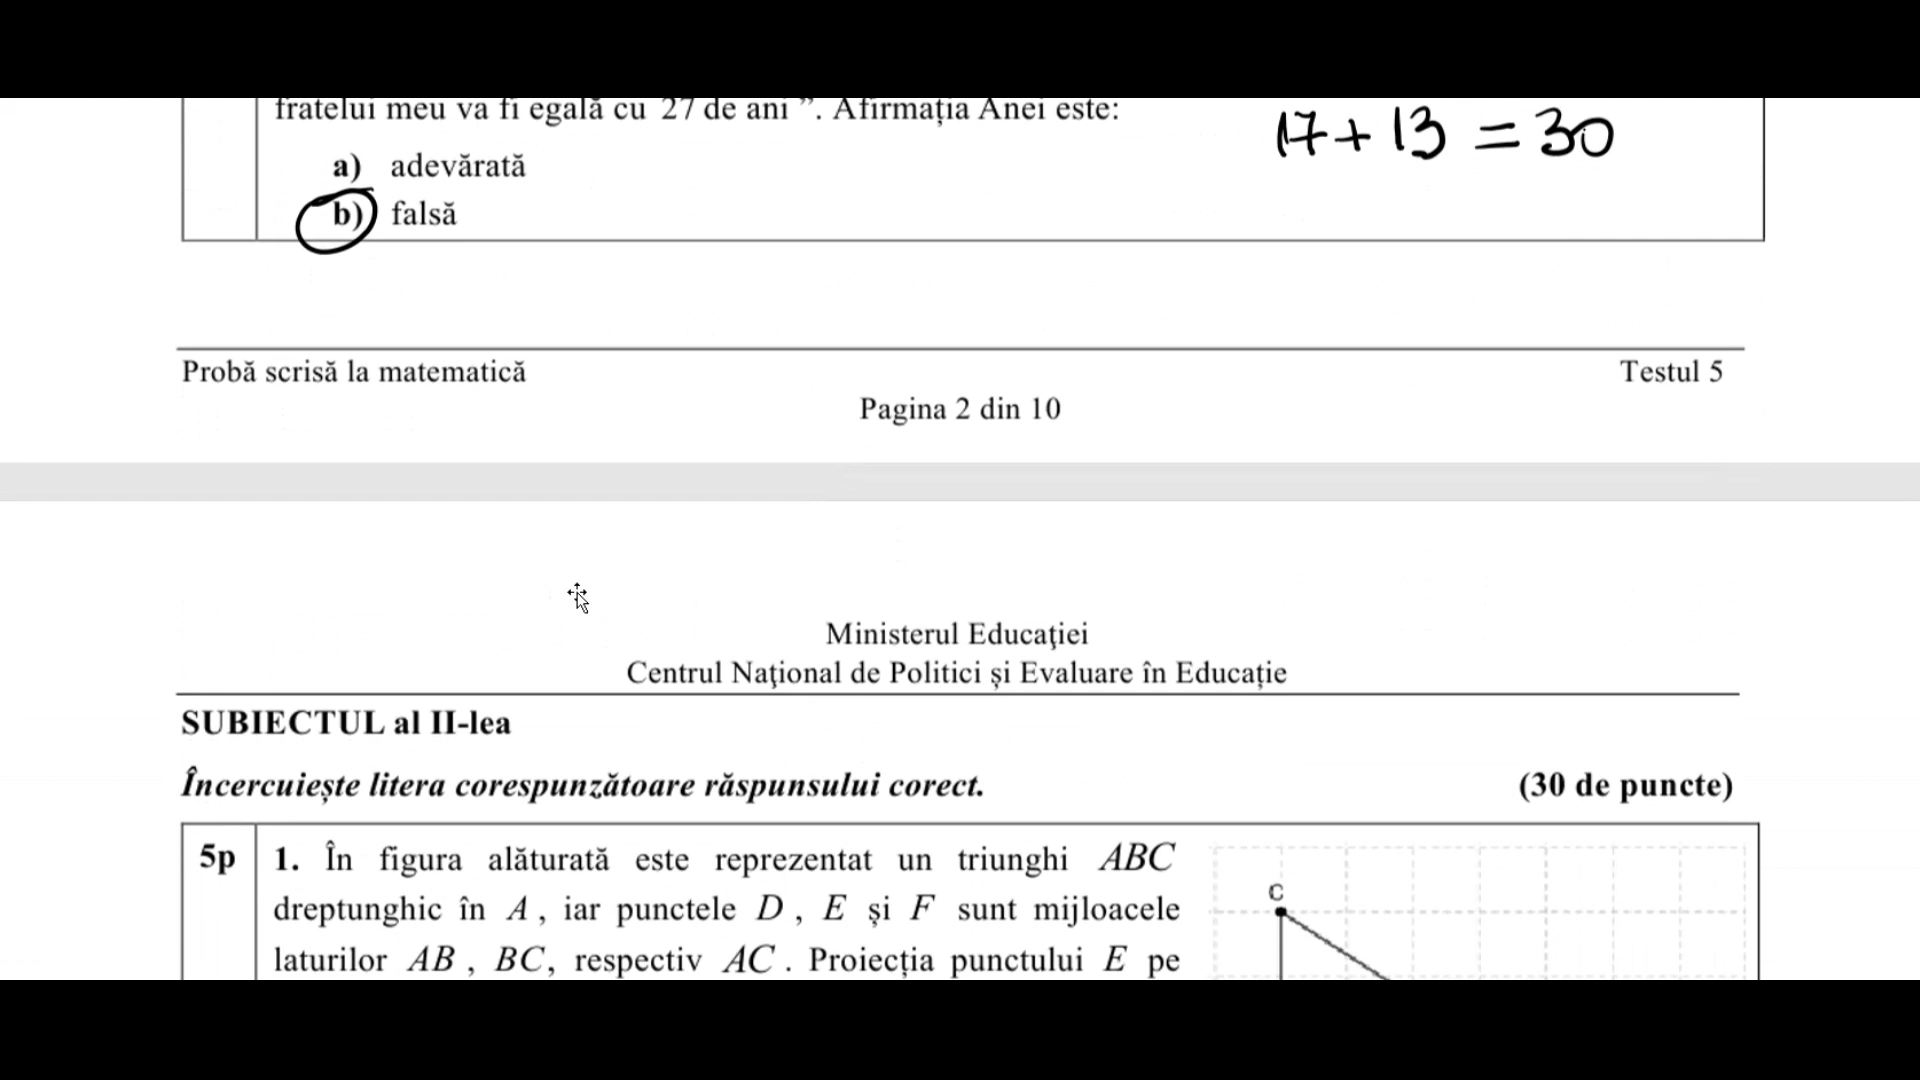 fratelui meu va fi egală cu 27 de ani ”. Afirmația Anei este:
17 + 13 = 30
a) adevărată
b) falsă
Probă scrisă la matematică
Testul 5
Pagina 2 din 10
Ministerul Educaţiei
Centrul Naţional de Politici și Evaluare în Educație
SUBIECTUL al II-lea
Încercuiește litera corespunzătoare răspunsului corect. (30 de puncte)
5p 1. În figura alăturată este reprezentat un triunghi ABC
C
dreptunghic în A , iar punctele D , E și F sunt mijloacele
laturilor AB , BC, respectiv AC . Proiecția punctului E pe